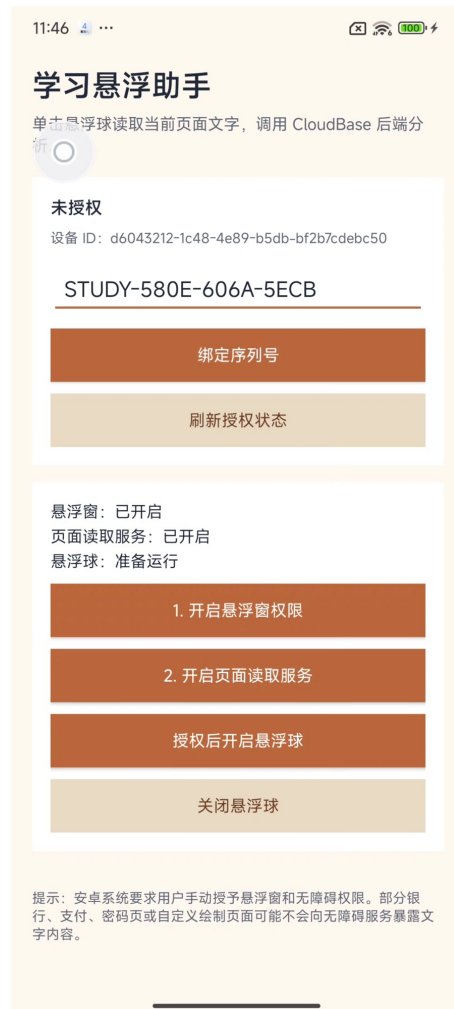 11:46
100
学习悬浮助手
单击悬浮球读取当前页面文字，调用 CloudBase 后端分
析
未授权
设备 ID：d6043212-1c48-4e89-b5db-bf2b7cdebc50
STUDY-580E-606A-5ECB
绑定序列号
刷新授权状态
悬浮窗：已开启
页面读取服务：已开启
悬浮球：准备运行
1. 开启悬浮窗权限
2. 开启页面读取服务
授权后开启悬浮球
关闭悬浮球
提示：安卓系统要求用户手动授予悬浮窗和无障碍权限。部分银
行、支付、密码页或自定义绘制页面可能不会向无障碍服务暴露文
字内容。